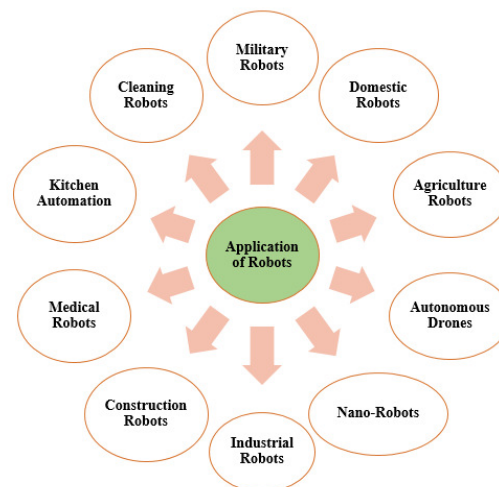 Military
Robots
Domestic
Robots
Agriculture
Robots
Autonomous
Drones
Nano-Robots
Industrial
Robots
Construction
Robots
Medical
Robots
Kitchen
Automation
Cleaning
Robots
Application
of Robots